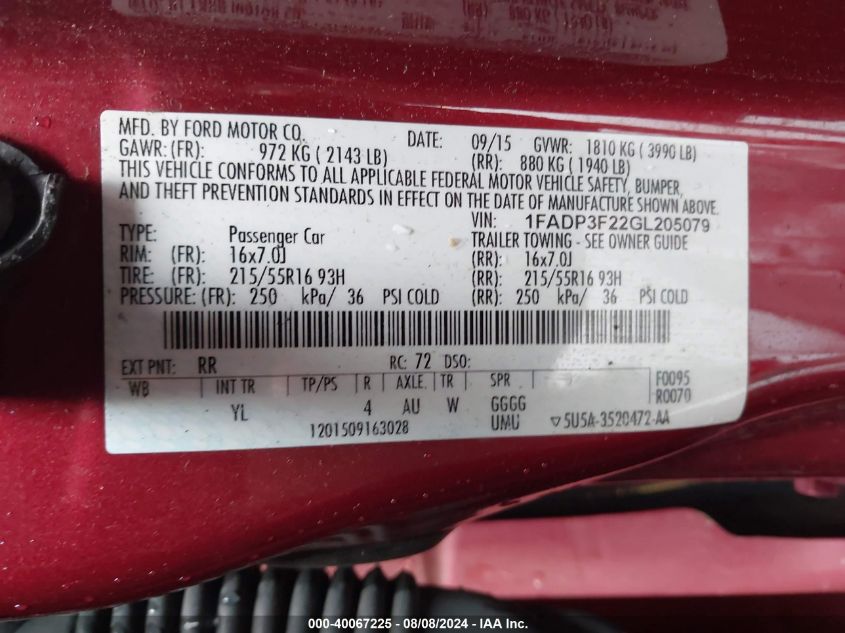 MFD. BY FORD MOTOR CO. DATE: 09/15 GVWR: 1810 KG ( 3990 LB)
GAWR: (FR): 972 KG ( 2143 LB) (RR): 880 KG ( 1940 LB)
THIS VEHICLE CONFORMS TO ALL APPLICABLE FEDERAL MOTOR VEHICLE SAFETY, BUMPER,
AND THEFT PREVENTION STANDARDS IN EFFECT ON THE DATE OF MANUFACTURE SHOWN ABOVE.
VIN: 1FADP3F22GL205079
TYPE: Passenger Car TRAILER TOWING - SEE OWNER GUIDE
RIM: (FR): 16x7.0J (RR): 16x7.0J
TIRE: (FR): 215/55R16 93H (RR): 215/55R16 93H
PRESSURE: (FR): 250 kPa/ 36 PSI COLD (RR): 250 kPa/ 36 PSI COLD
EXT PNT: RR RC: 72 DSO:
WB INT TR TP/PS R AXLE TR SPR F0095
R0070
YL 4 AU W GGGG
UMU
1201509163028 ▽5U5A-3520472-AA
000-40067225 - 08/08/2024 - IAA Inc.